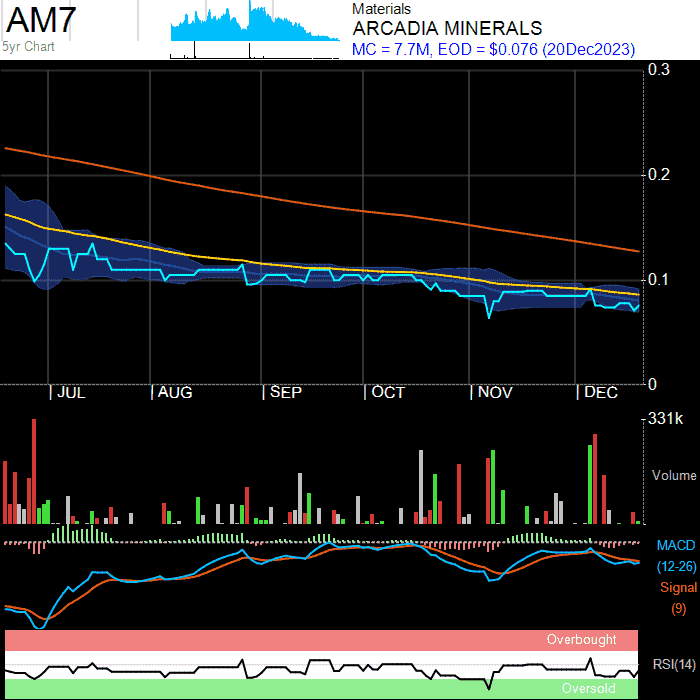 AM7
5yr Chart
Materials
ARCADIA MINERALS
MC = 7.7M, EOD = $0.076 (20Dec2023)
0.3
0.2
0.1
0
JUL AUG SEP OCT NOV DEC
331k
Volume
MACD
(12-26)
Signal
(9)
Overbought
RSI(14)
Oversold